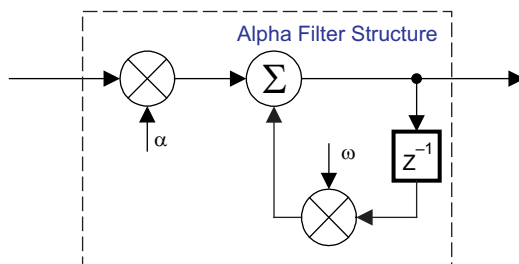 Alpha Filter Structure
Σ
α
ω
z⁻¹